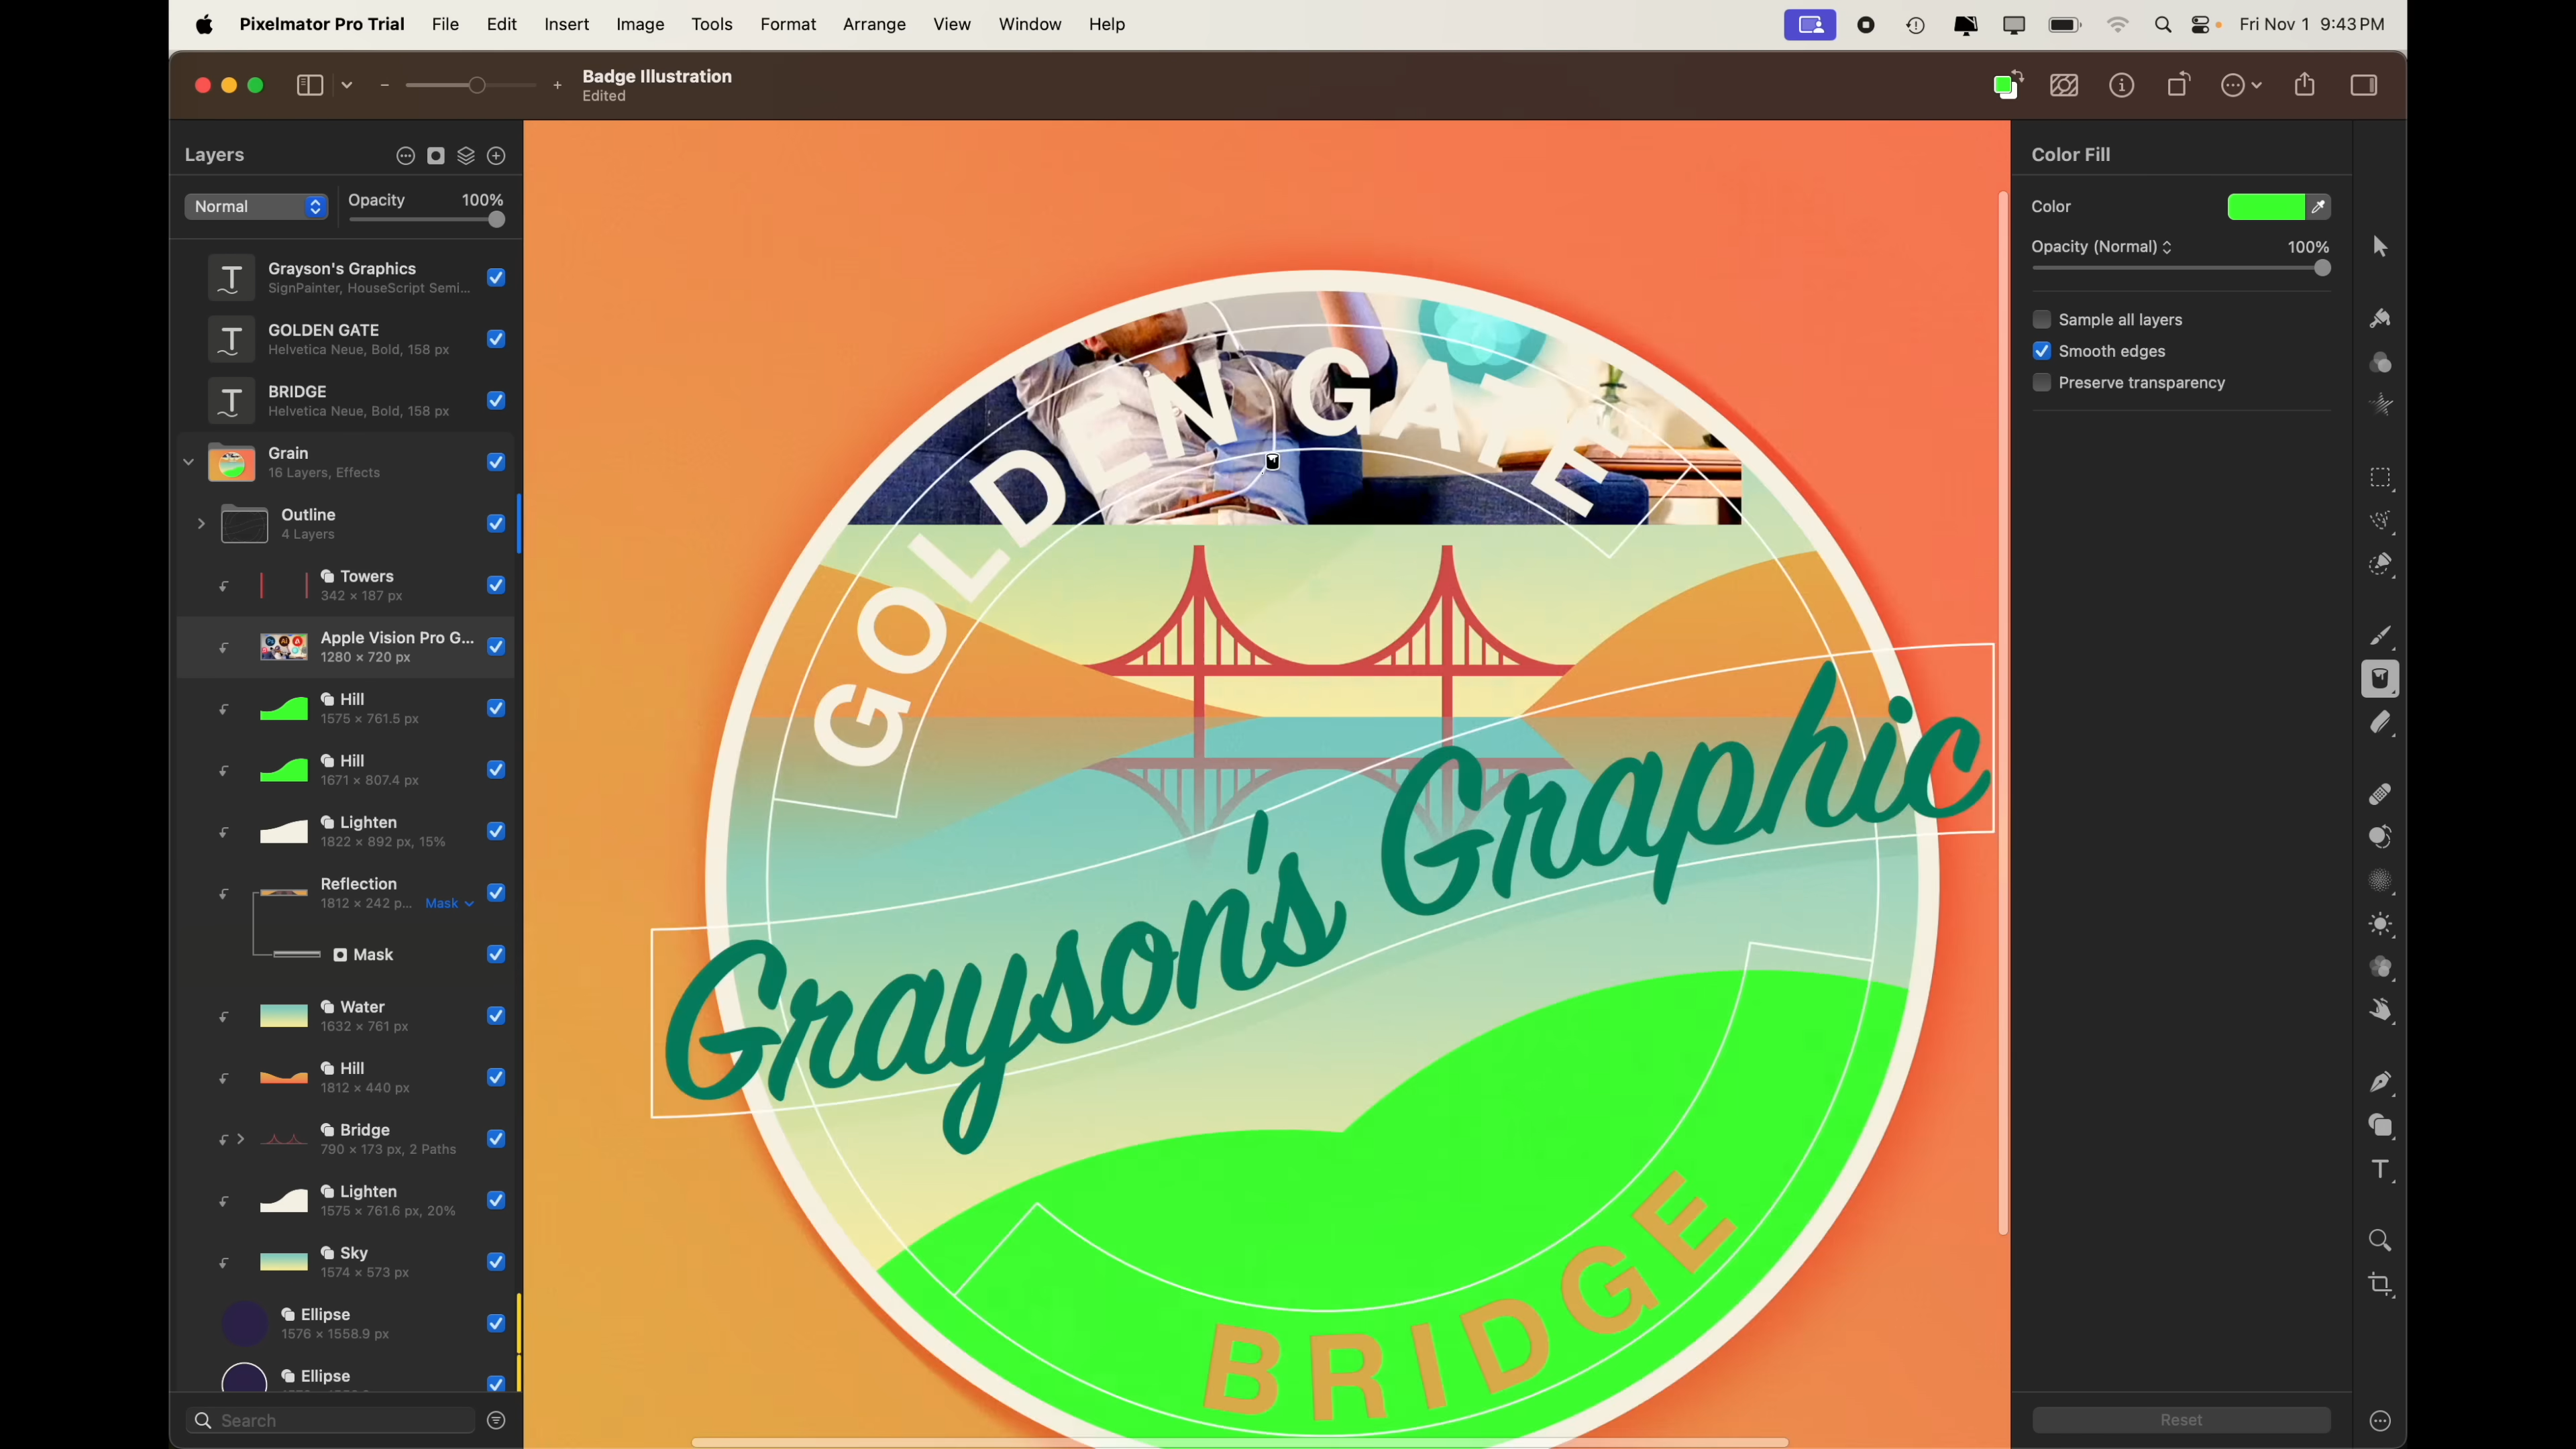 Pixelmator Pro Trial File Edit Insert Image Tools Format Arrange View Window Help Fri Nov 1 9:43 PM
Badge Illustration
Edited
Layers
Normal Opacity 100%
Grayson's Graphics
SignPainter, HouseScript Semi...
GOLDEN GATE
Helvetica Neue, Bold, 158 px
BRIDGE
Helvetica Neue, Bold, 158 px
Grain
16 Layers, Effects
Outline
4 Layers
Towers
342 × 187 px
Apple Vision Pro G...
1280 × 720 px
Hill
1575 × 761.5 px
Hill
1671 × 807.4 px
Lighten
1822 × 892 px, 15%
Reflection
1812 × 242 p... Mask
Mask
Water
1632 × 761 px
Hill
1812 × 440 px
Bridge
790 × 173 px, 2 Paths
Lighten
1575 × 761.6 px, 20%
Sky
1574 × 573 px
Ellipse
1576 × 1558.9 px
Ellipse
Search
GOLDEN GATE
Grayson's Graphic
BRIDGE
Color Fill
Color
Opacity (Normal) 100%
Sample all layers
Smooth edges
Preserve transparency
Reset